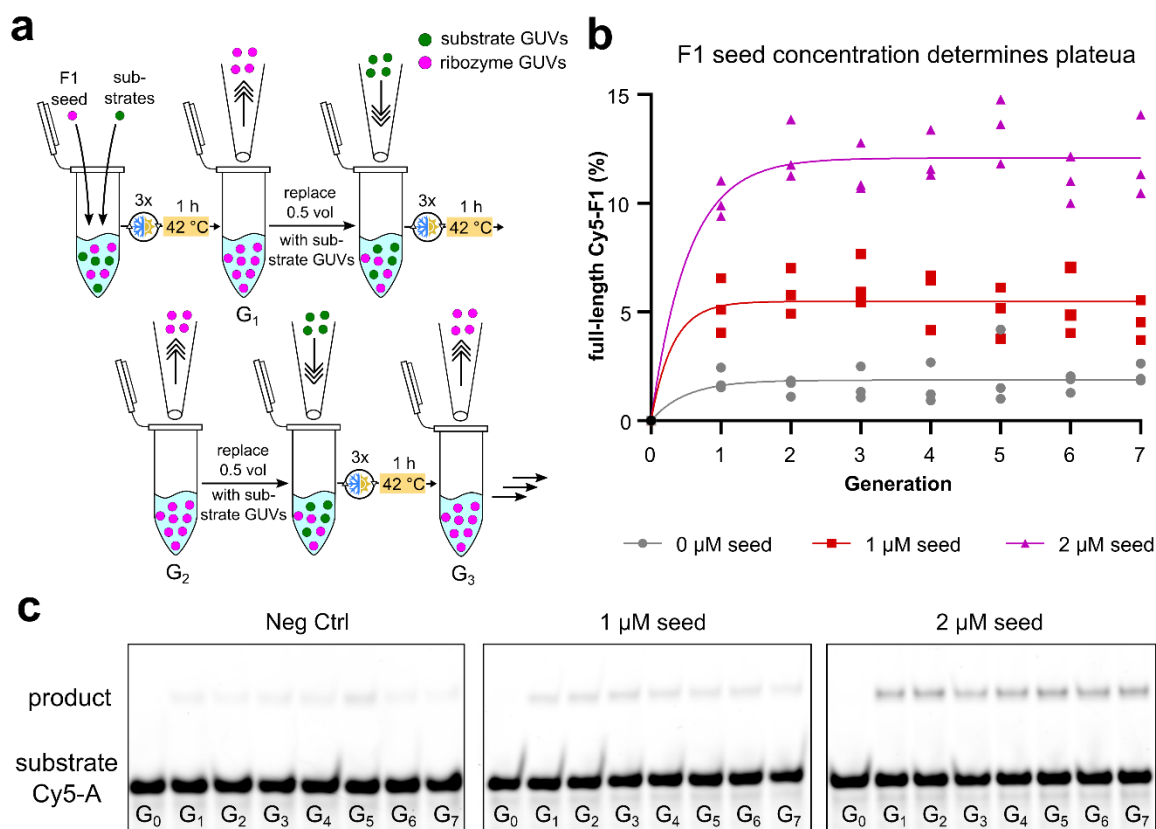 a
substrate GUVs
ribozyme GUVs
F1
seed
sub-
strates
3x
1 h
42 °C
replace
0.5 vol
with sub-
strate GUVs
3x
1 h
42 °C
G1
replace
0.5 vol
with sub-
strate GUVs
3x
1 h
42 °C
G2
G3
b
F1 seed concentration determines plateua
full-length Cy5-F1 (%)
15
10
5
0
0 1 2 3 4 5 6 7
Generation
0 µM seed
1 µM seed
2 µM seed
c
Neg Ctrl
1 µM seed
2 µM seed
product
substrate
Cy5-A
G0 G1 G2 G3 G4 G5 G6 G7
G0 G1 G2 G3 G4 G5 G6 G7
G0 G1 G2 G3 G4 G5 G6 G7